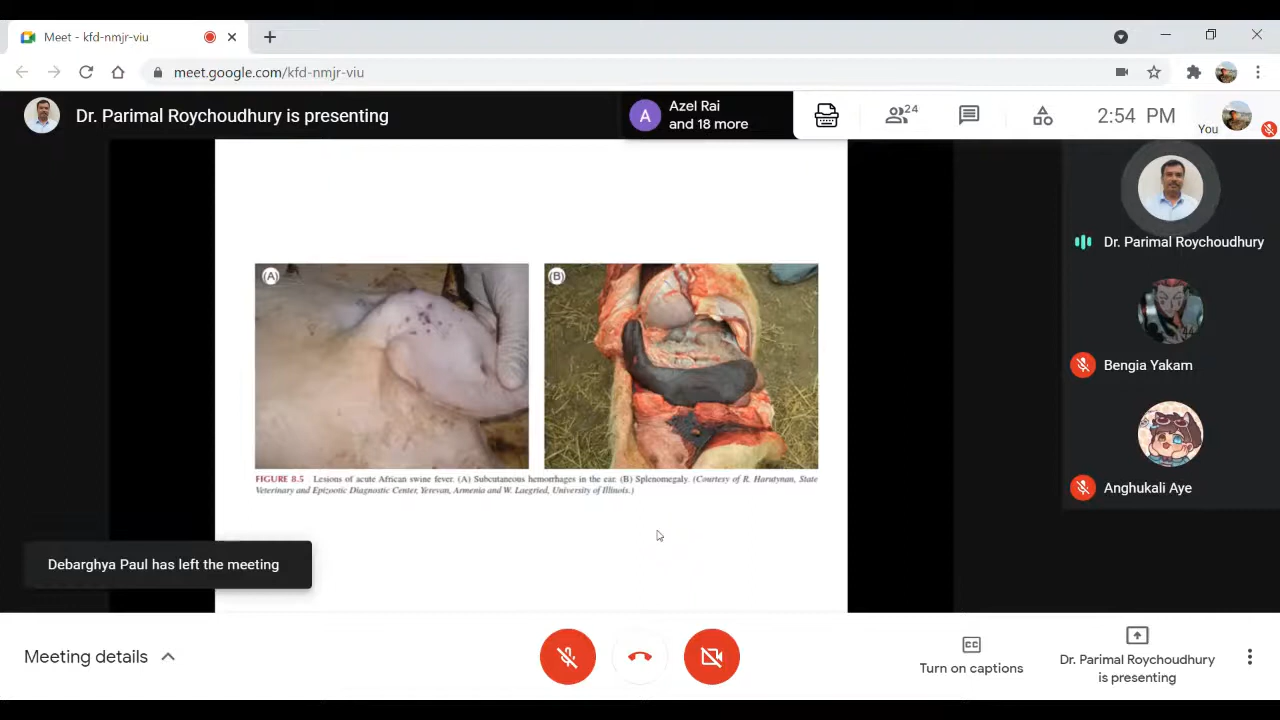 Meet - kfd-nmjr-viu
meet.google.com/kfd-nmjr-viu
Dr. Parimal Roychoudhury is presenting
A
Azel Rai
and 18 more
24
2:54 PM
You
Dr. Parimal Roychoudhury
Bengia Yakam
Anghukali Aye
(A)
(B)
FIGURE 8.5 Lesions of acute African swine fever. (A) Subcutaneous hemorrhages in the ear. (B) Splenomegaly. (Courtesy of R. Harutynan, State
Veterinary and Epizootic Diagnostic Center, Yerevan, Armenia and W. Laegried, University of Illinois.)
Debarghya Paul has left the meeting
Meeting details
CC
Turn on captions
Dr. Parimal Roychoudhury
is presenting